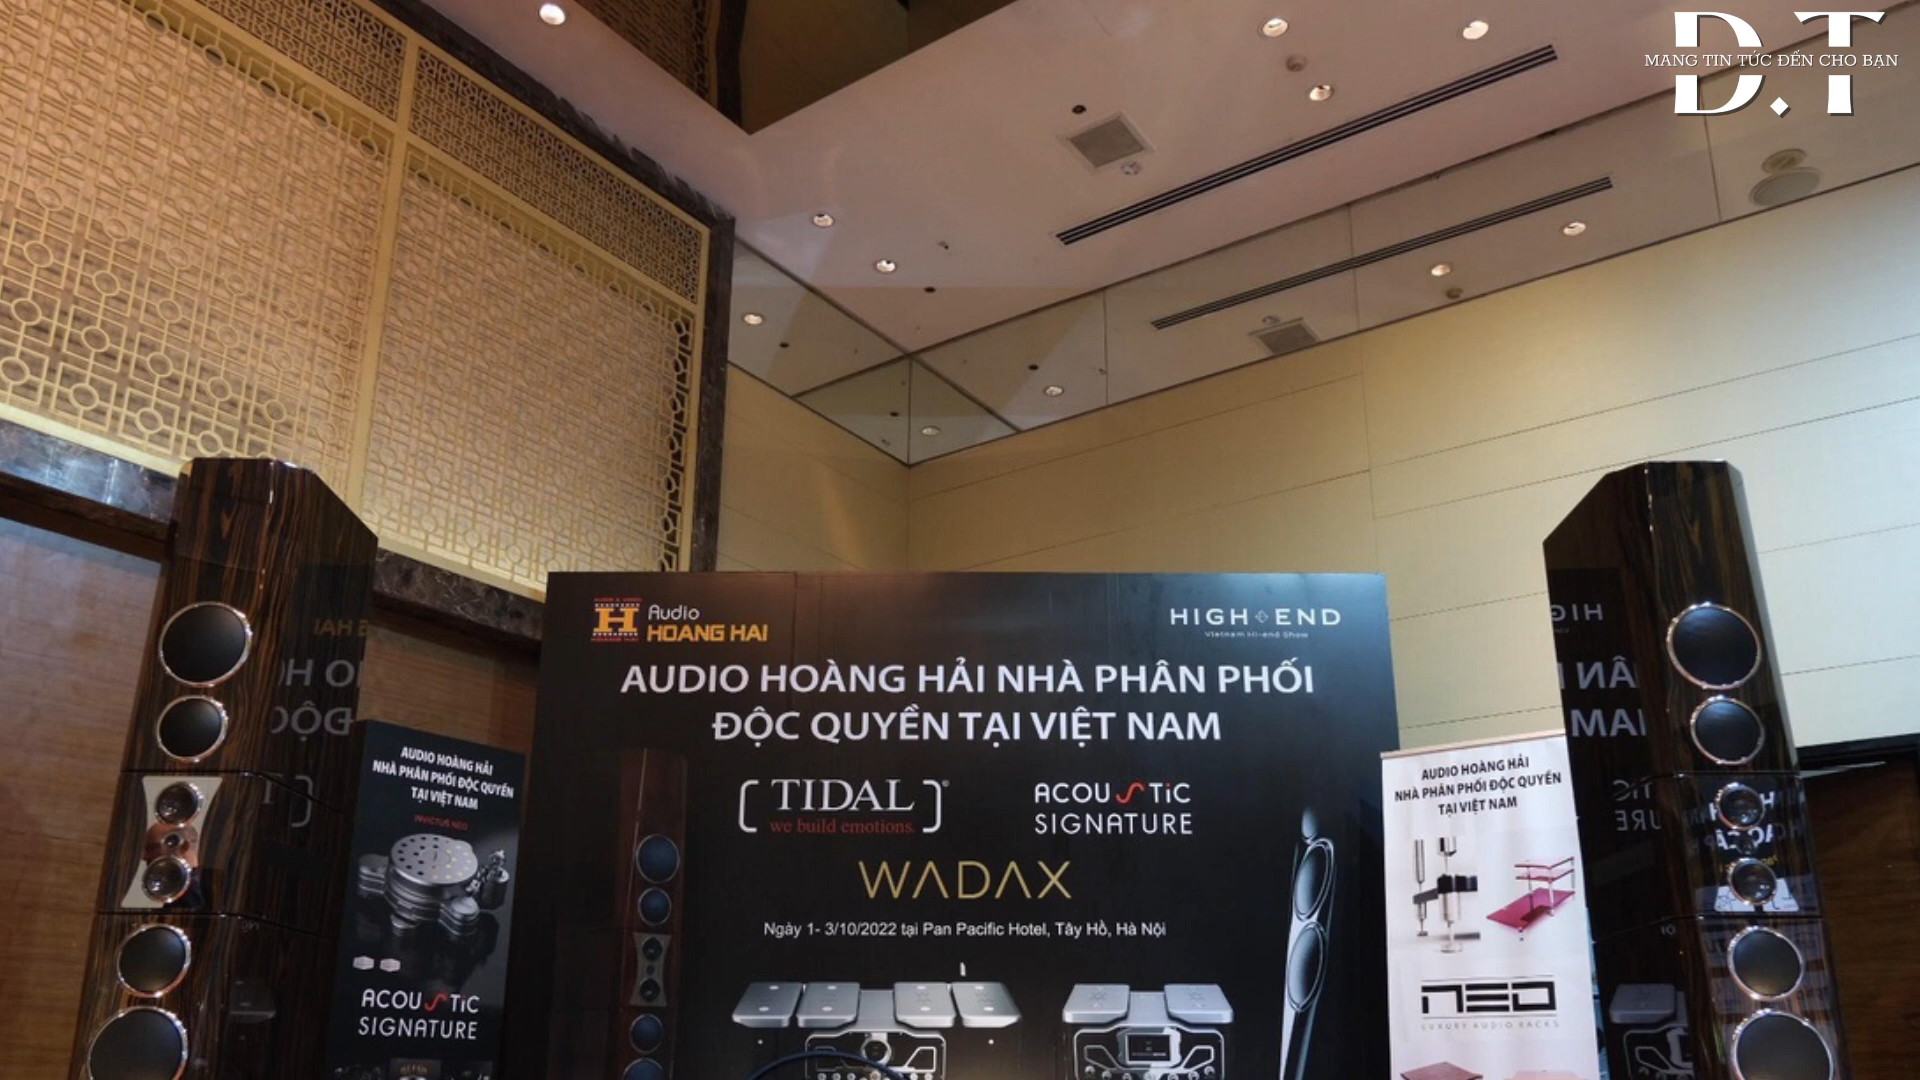 D.T
MANG TIN TỨC ĐẾN CHO BẠN
Audio
HOANG HAI
HIGH END
Vietnam Hi-end Show
AUDIO HOÀNG HẢI NHÀ PHÂN PHỐI
ĐỘC QUYỀN TẠI VIỆT NAM
TIDAL
we build emotions.
ACOUSTIC
SIGNATURE
WADAX
Ngày 1- 3/10/2022 tại Pan Pacific Hotel, Tây Hồ, Hà Nội
AUDIO HOÀNG HẢI
NHÀ PHÂN PHỐI ĐỘC QUYỀN
TẠI VIỆT NAM
INVICTUS NEO
ACOUSTIC
SIGNATURE
AUDIO HOÀNG HẢI
NHÀ PHÂN PHỐI ĐỘC QUYỀN
TẠI VIỆT NAM
NEO
LUXURY AUDIO RACKS